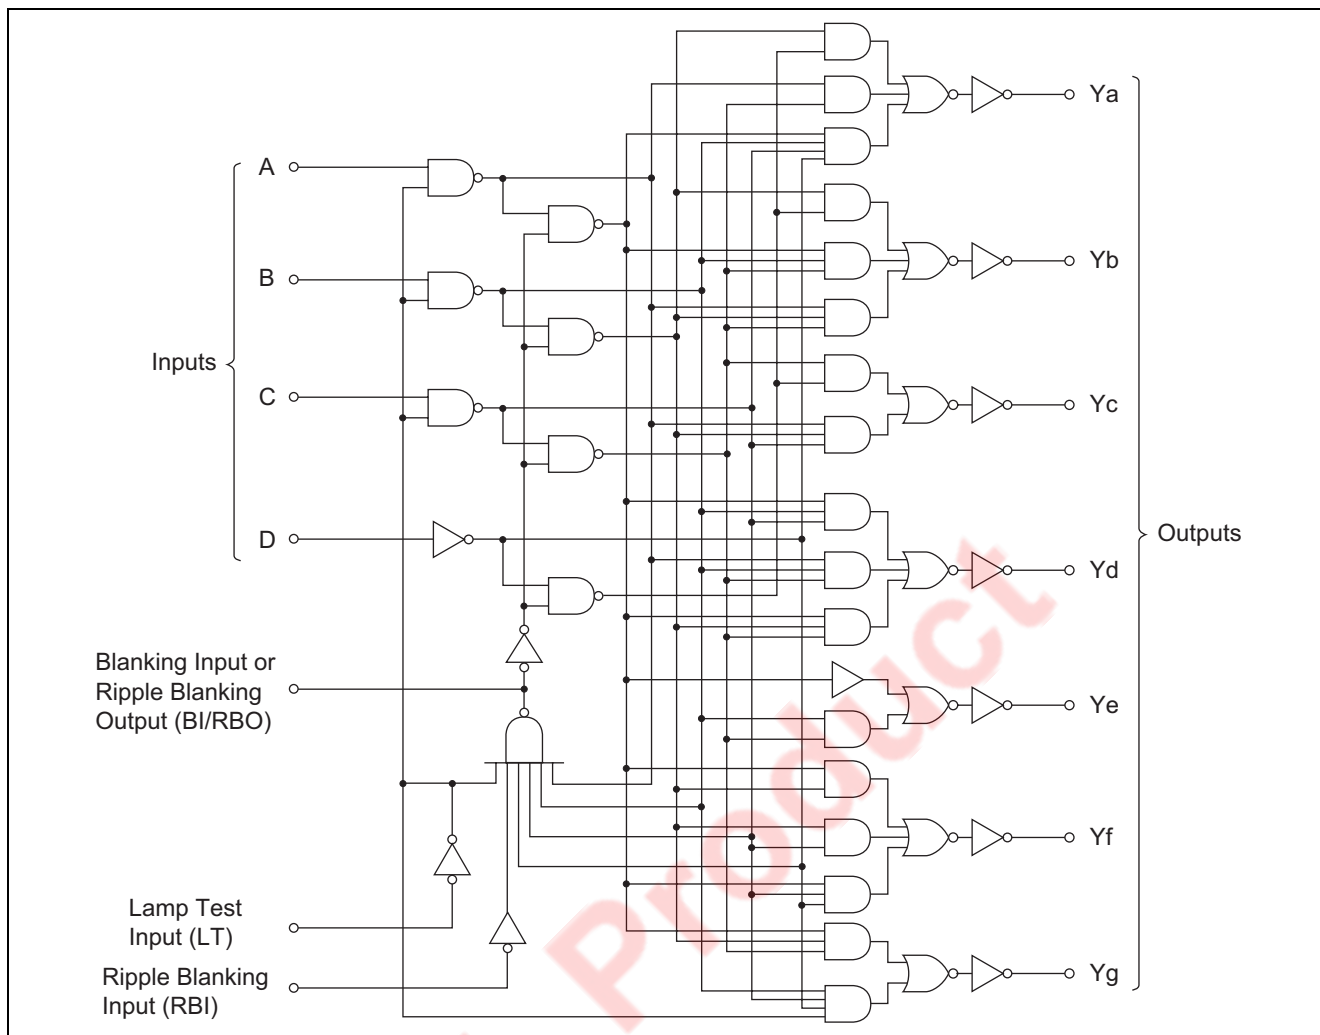 A
B
Inputs
C
D
Blanking Input or
Ripple Blanking
Output (BI/RBO)
Lamp Test
Input (LT)
Ripple Blanking
Input (RBI)
Ya
Yb
Yc
Outputs
Yd
Ye
Yf
Yg
Product